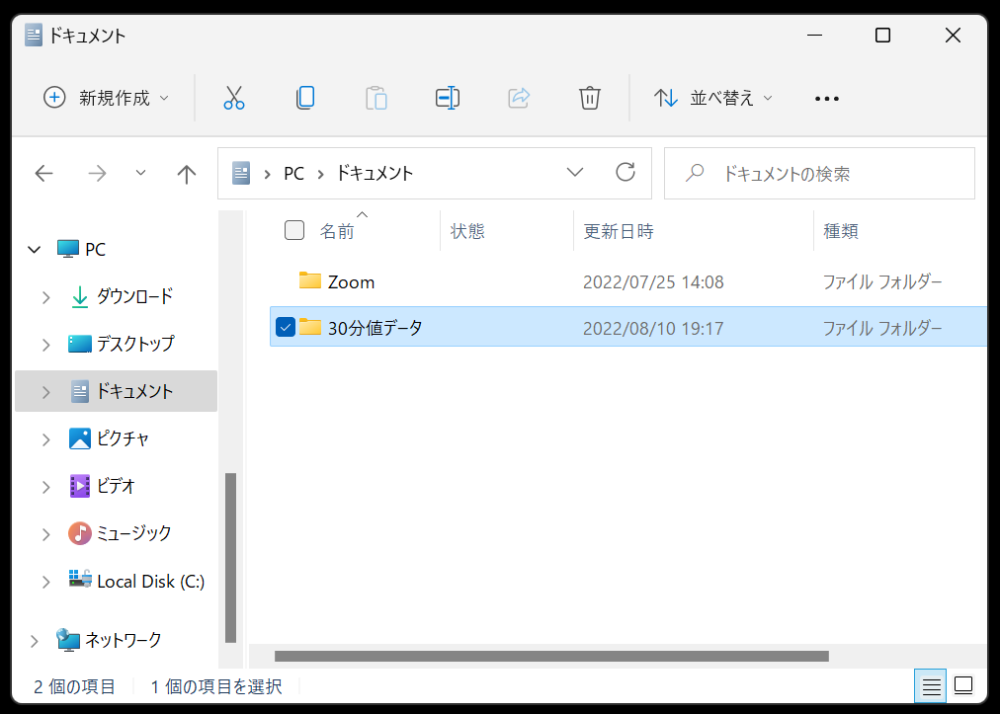 ドキュメント
新規作成
並べ替え
PC
ドキュメント
ドキュメントの検索
名前 状態 更新日時 種類
Zoom 2022/07/25 14:08 ファイル フォルダー
30分値データ 2022/08/10 19:17 ファイル フォルダー
PC
ダウンロード
デスクトップ
ドキュメント
ピクチャ
ビデオ
ミュージック
Local Disk (C:)
ネットワーク
2 個の項目 1 個の項目を選択